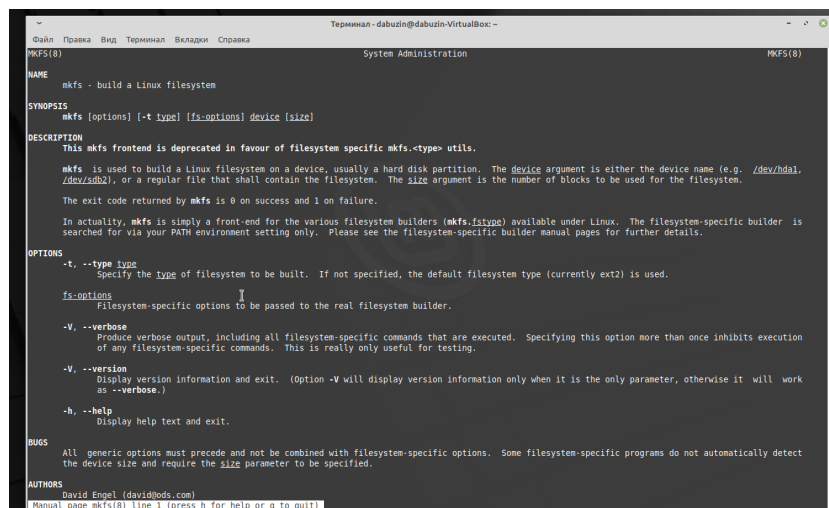 Терминал - dabuzin@dabuzin-VirtualBox: ~
Файл Правка Вид Терминал Вкладки Справка
MKFS(8) System Administration MKFS(8)
NAME
mkfs - build a Linux filesystem
SYNOPSIS
mkfs [options] [-t type] [fs-options] device [size]
DESCRIPTION
This mkfs frontend is deprecated in favour of filesystem specific mkfs.<type> utils.
mkfs is used to build a Linux filesystem on a device, usually a hard disk partition. The device argument is either the device name (e.g. /dev/hda1,
/dev/sdb2), or a regular file that shall contain the filesystem. The size argument is the number of blocks to be used for the filesystem.
The exit code returned by mkfs is 0 on success and 1 on failure.
In actuality, mkfs is simply a front-end for the various filesystem builders (mkfs.fstype) available under Linux. The filesystem-specific builder is
searched for via your PATH environment setting only. Please see the filesystem-specific builder manual pages for further details.
OPTIONS
-t, --type type
Specify the type of filesystem to be built. If not specified, the default filesystem type (currently ext2) is used.
fs-options
Filesystem-specific options to be passed to the real filesystem builder.
-V, --verbose
Produce verbose output, including all filesystem-specific commands that are executed. Specifying this option more than once inhibits execution
of any filesystem-specific commands. This is really only useful for testing.
-V, --version
Display version information and exit. (Option -V will display version information only when it is the only parameter, otherwise it will work
as --verbose.)
-h, --help
Display help text and exit.
BUGS
All generic options must precede and not be combined with filesystem-specific options. Some filesystem-specific programs do not automatically detect
the device size and require the size parameter to be specified.
AUTHORS
David Engel (david@ods.com)
Manual page mkfs(8) line 1 (press h for help or q to quit)